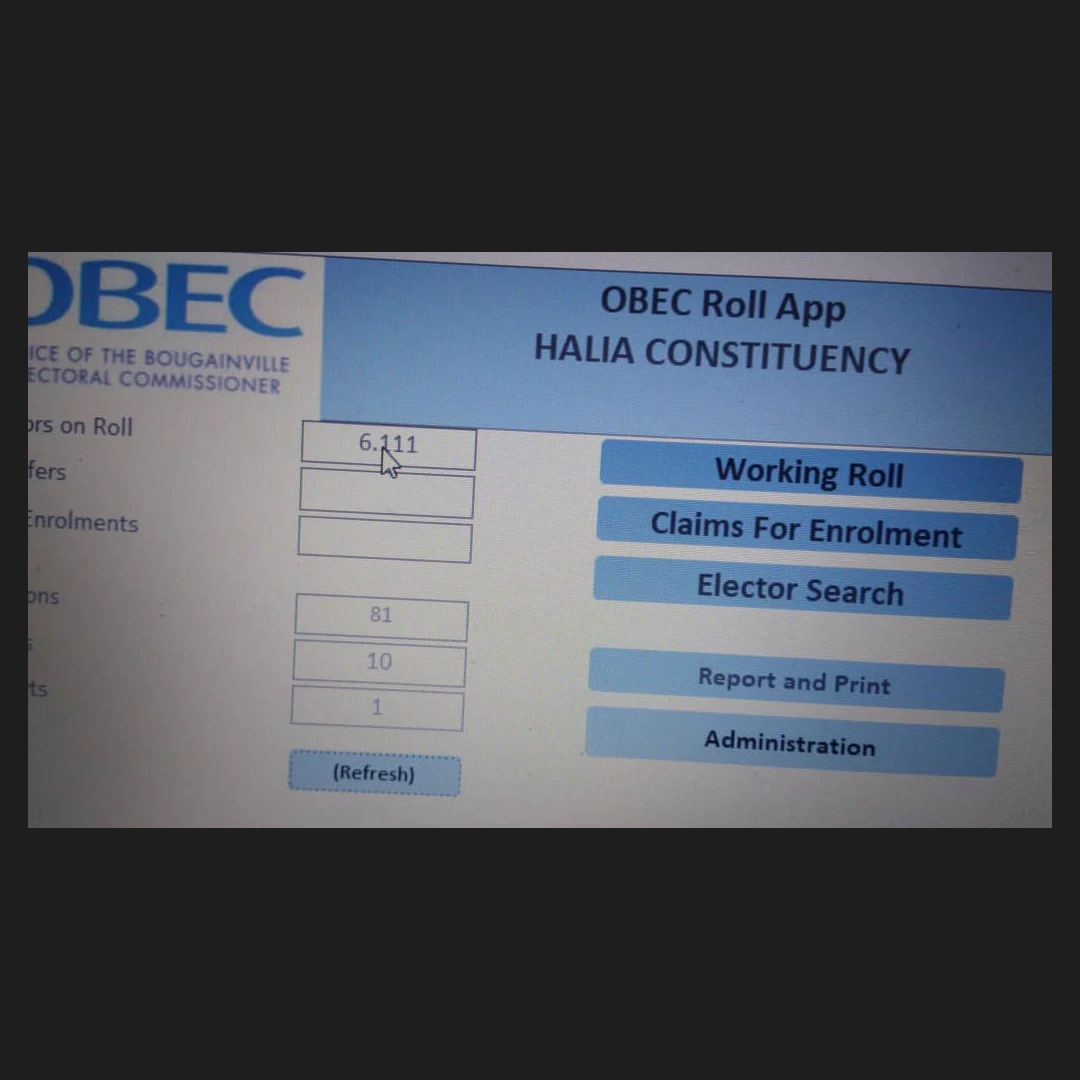 OBEC
OBEC Roll App
HALIA CONSTITUENCY
ICE OF THE BOUGAINVILLE
ECTORAL COMMISSIONER
ors on Roll
6.111
fers
Enrolments
ons
81
s
10
ts
1
(Refresh)
Working Roll
Claims For Enrolment
Elector Search
Report and Print
Administration